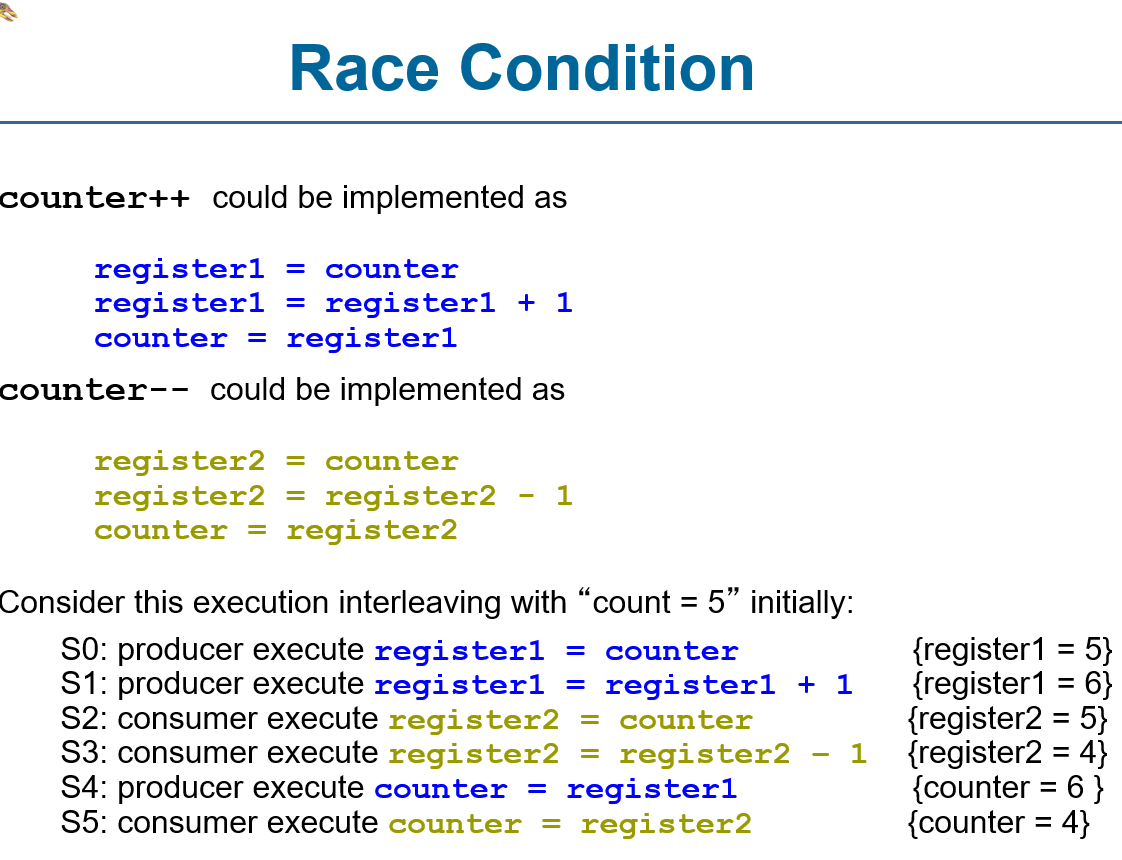 Race Condition
counter++ could be implemented as
register1 = counter
register1 = register1 + 1
counter = register1
counter-- could be implemented as
register2 = counter
register2 = register2 - 1
counter = register2
Consider this execution interleaving with “count = 5” initially:
S0: producer execute register1 = counter {register1 = 5}
S1: producer execute register1 = register1 + 1 {register1 = 6}
S2: consumer execute register2 = counter {register2 = 5}
S3: consumer execute register2 = register2 – 1 {register2 = 4}
S4: producer execute counter = register1 {counter = 6 }
S5: consumer execute counter = register2 {counter = 4}